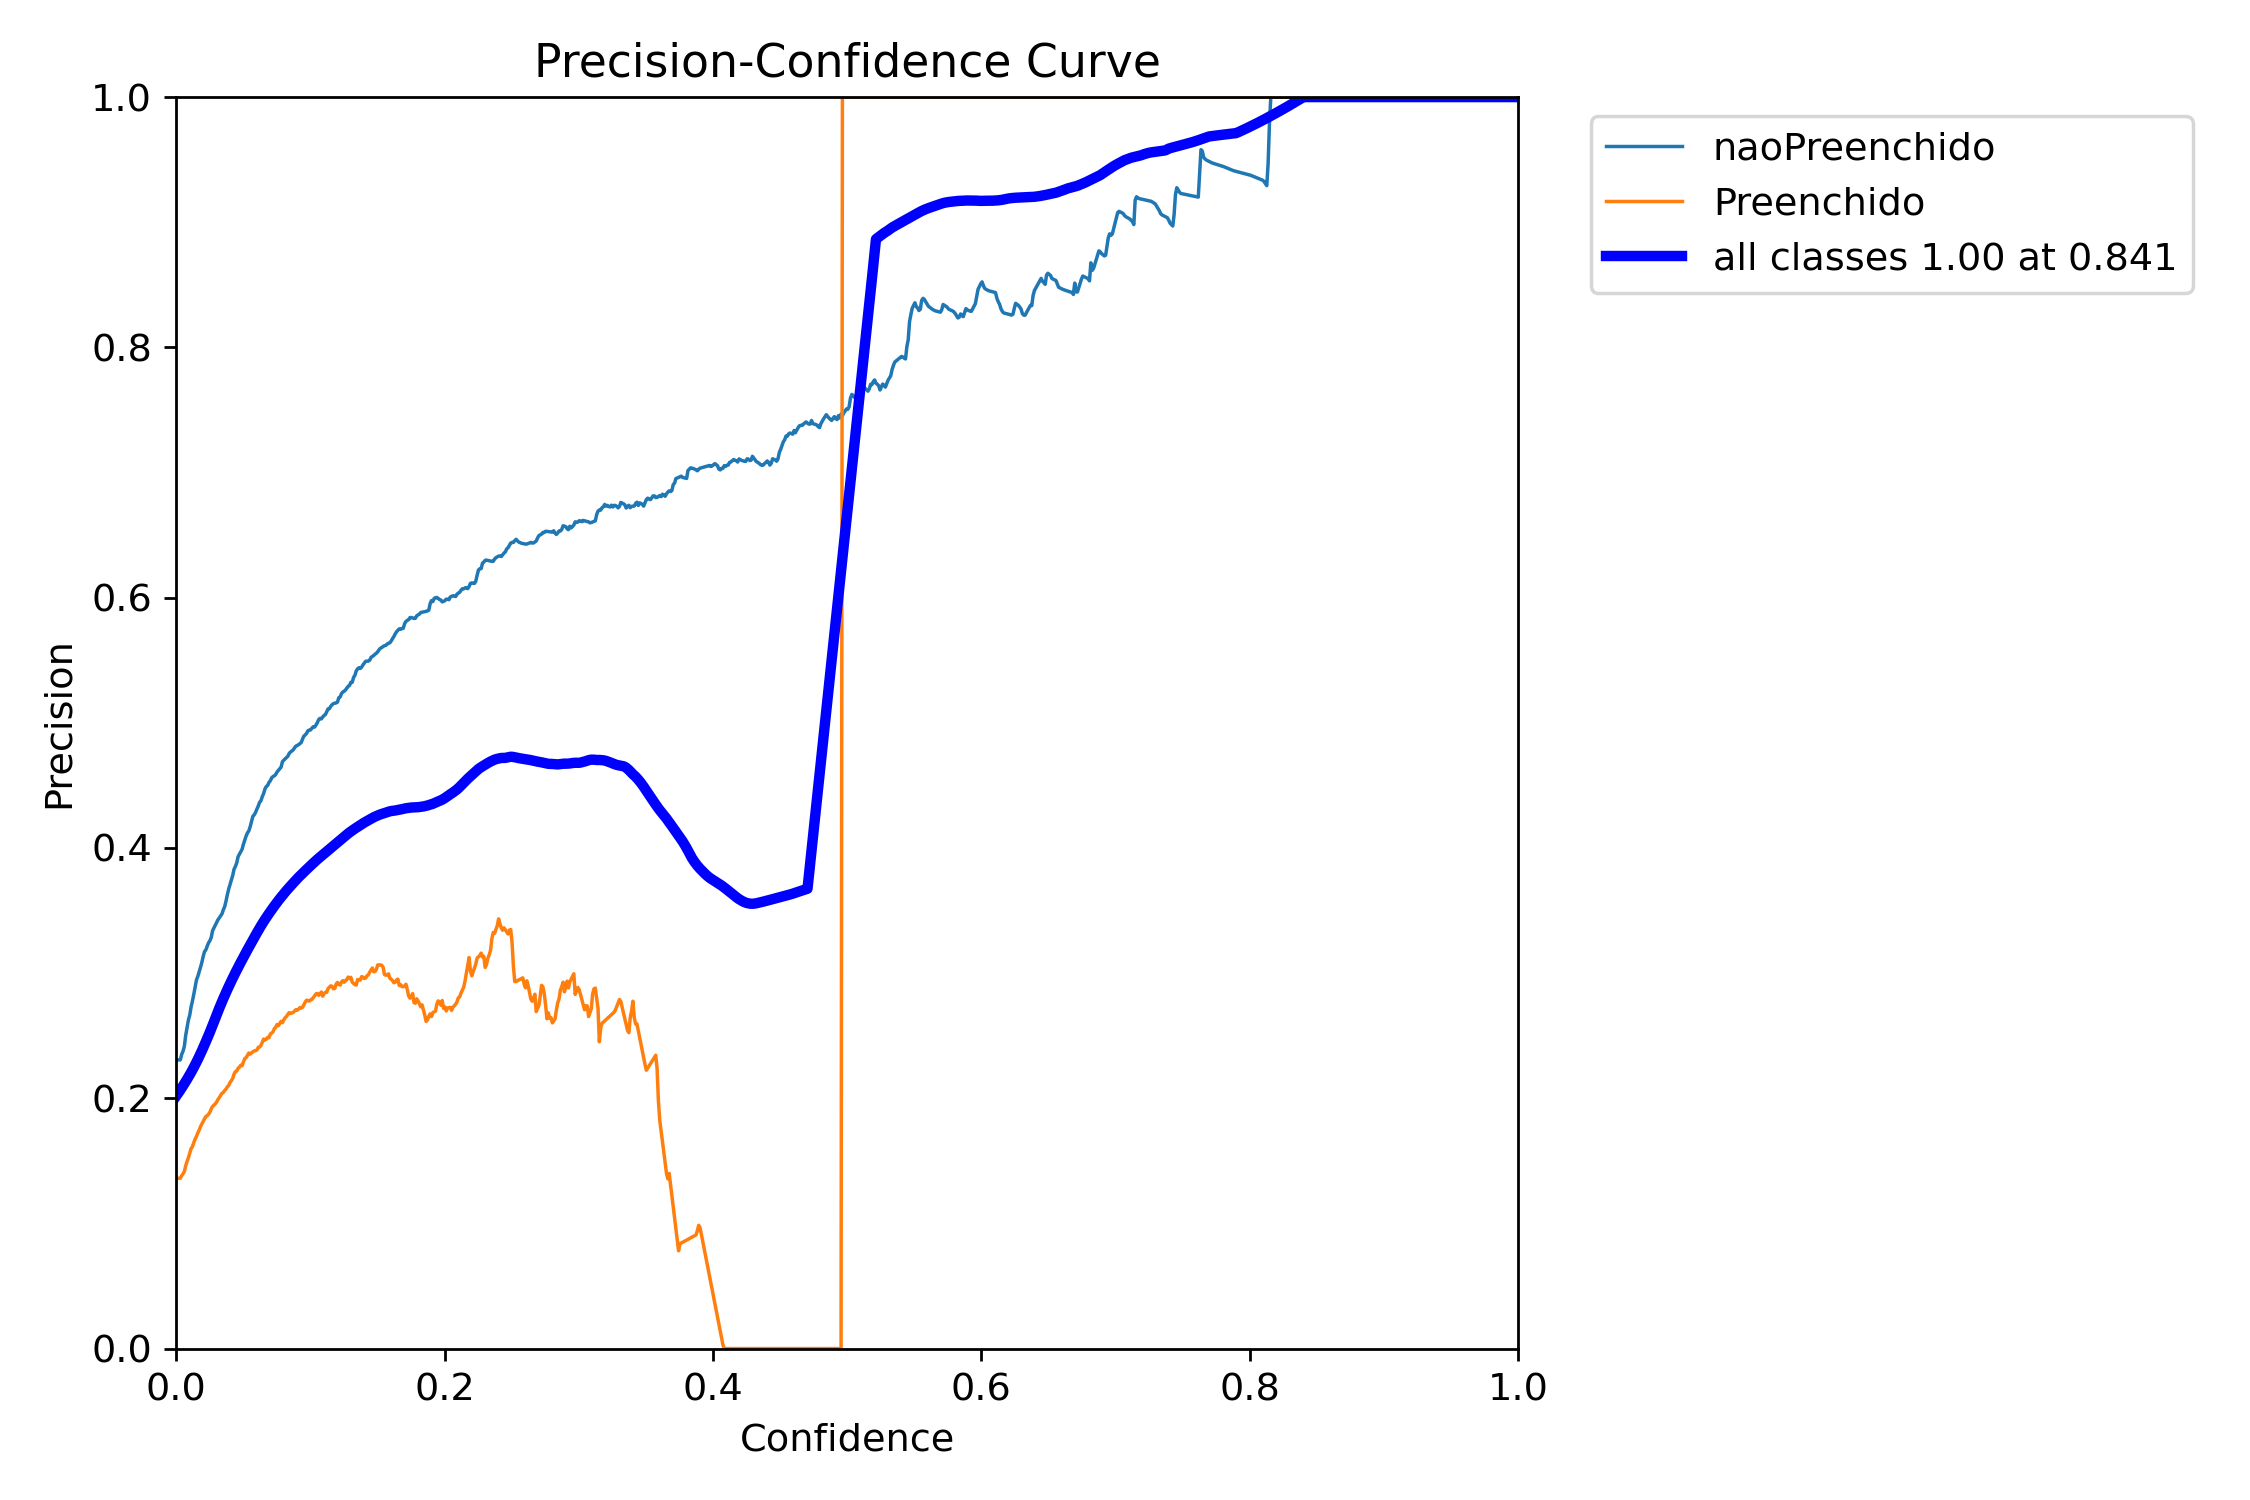 Precision-Confidence Curve
1.0
0.8
0.6
0.4
0.2
0.0
Precision
0.0 0.2 0.4 0.6 0.8 1.0
Confidence
naoPreenchido
Preenchido
all classes 1.00 at 0.841